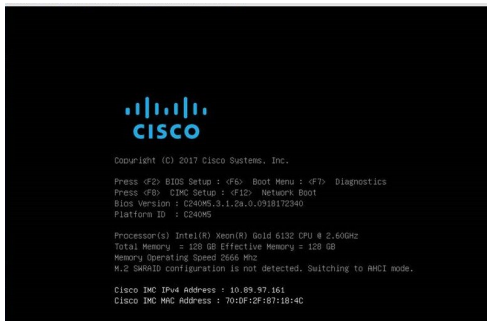 CISCO
Copyright (C) 2017 Cisco Systems, Inc.
Press <F2> BIOS Setup : <F6> Boot Menu : <F7> Diagnostics
Press <F8> CIMC Setup : <F12> Network Boot
Bios Version : C240M5.3.1.2a.0.0918172340
Platform ID : C240M5
Processor(s) Intel(R) Xeon(R) Gold 6132 CPU @ 2.60GHz
Total Memory = 128 GB Effective Memory = 128 GB
Memory Operating Speed 2666 Mhz
M.2 SWRAID configuration is not detected. Switching to AHCI mode.
Cisco IMC IPv4 Address : 10.89.97.161
Cisco IMC MAC Address : 70:DF:2F:87:18:4C